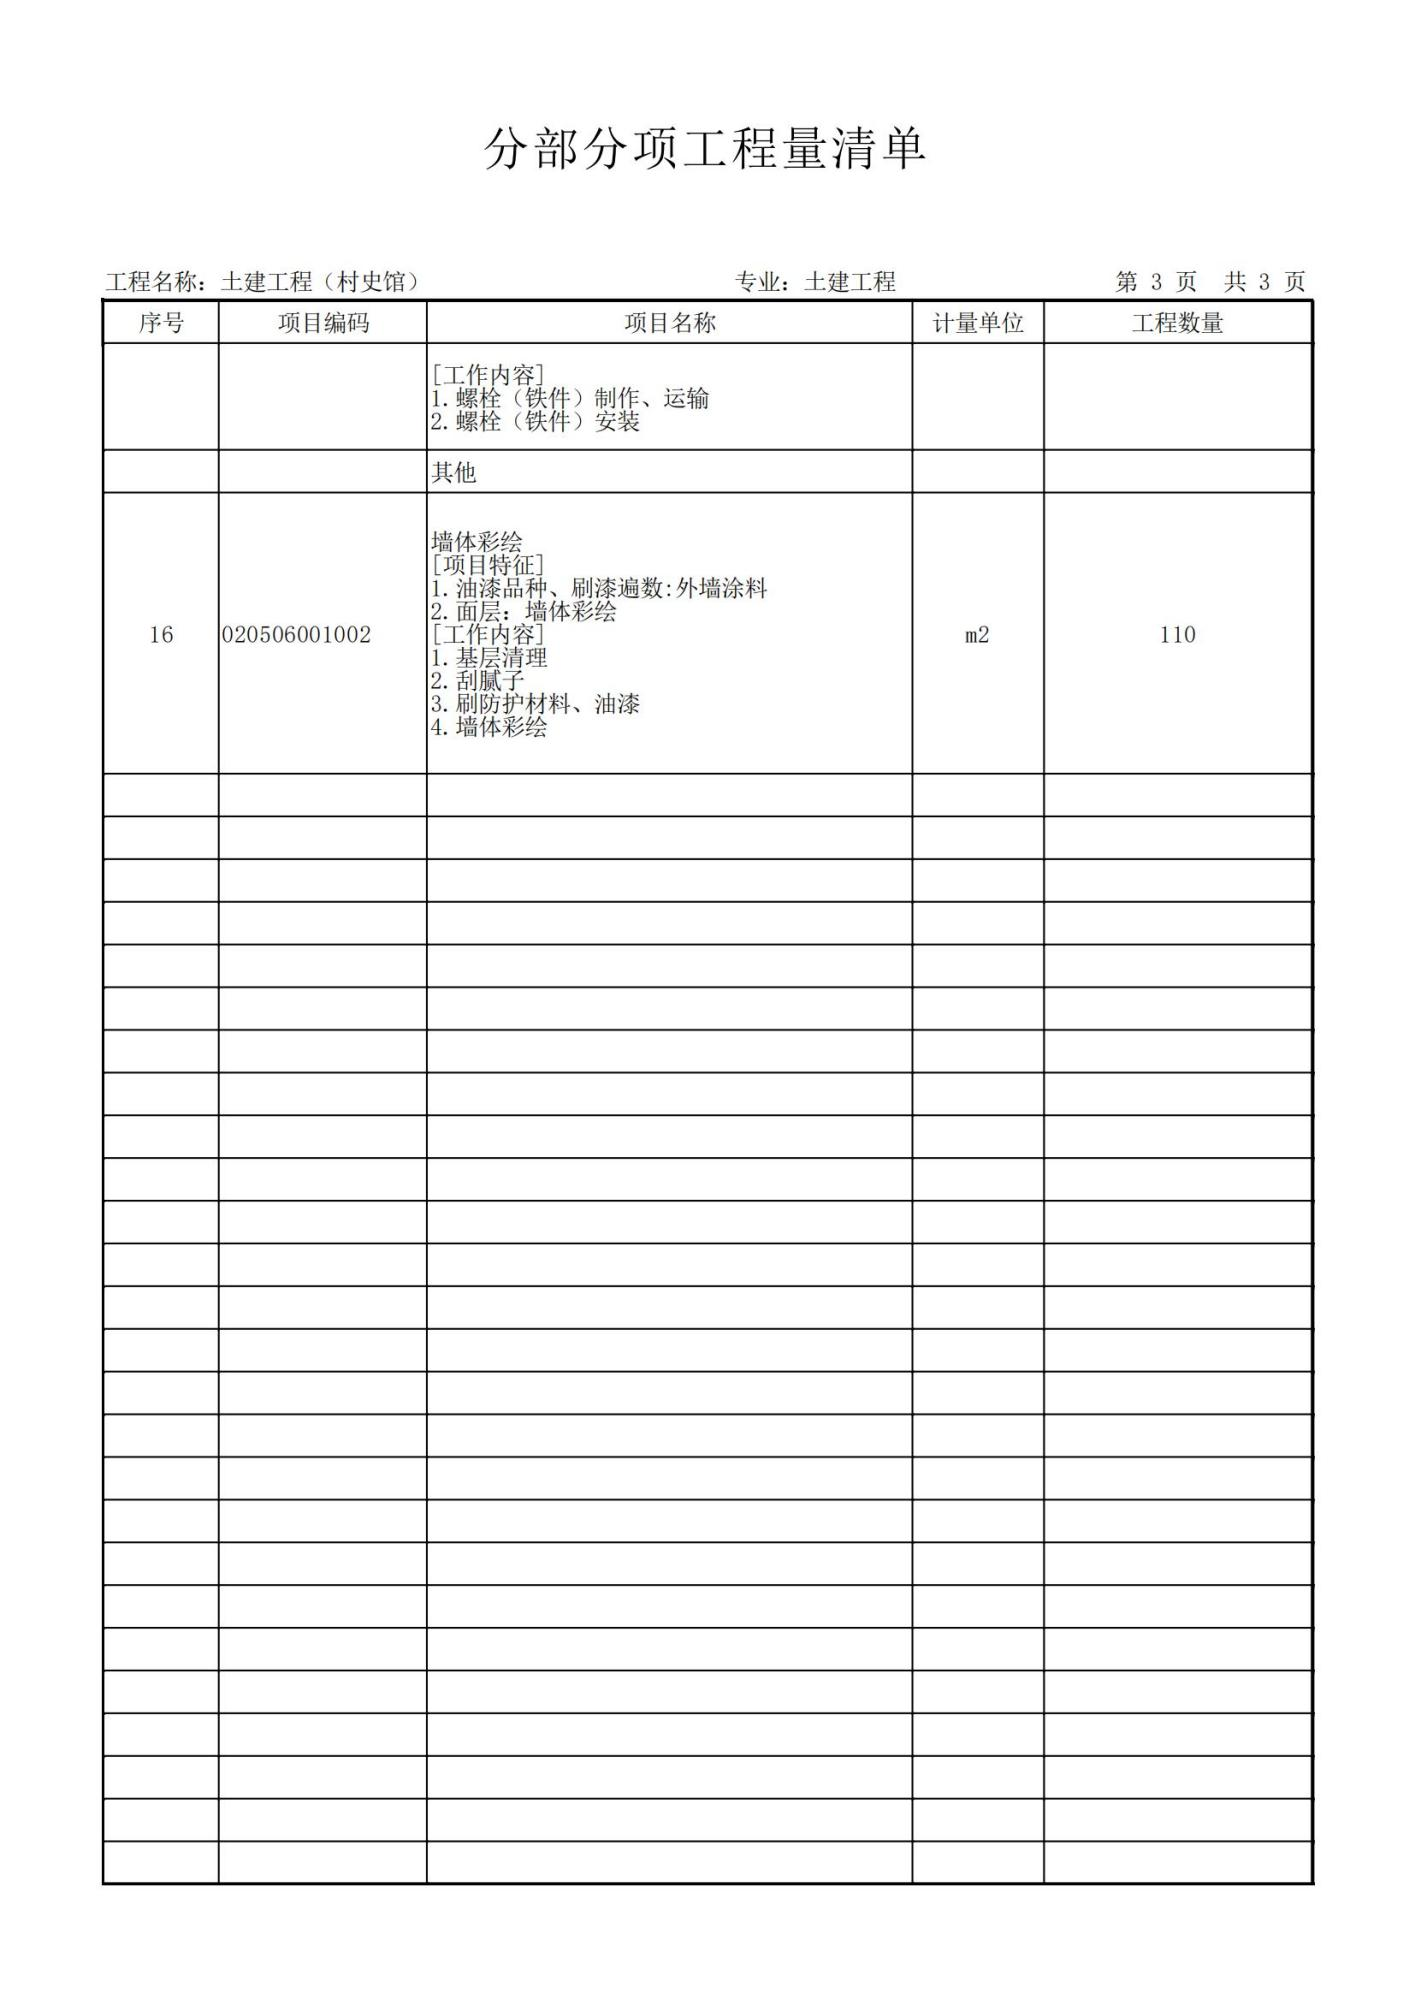 分部分项工程量清单
工程名称：土建工程（村史馆） 专业：土建工程 第 3 页 共 3 页
序号 项目编码 项目名称 计量单位 工程数量
[工作内容]
1.螺栓（铁件）制作、运输
2.螺栓（铁件）安装
其他
墙体彩绘
[项目特征]
1.油漆品种、刷漆遍数:外墙涂料
2.面层：墙体彩绘
16 020506001002 [工作内容] m2 110
1.基层清理
2.刮腻子
3.刷防护材料、油漆
4.墙体彩绘